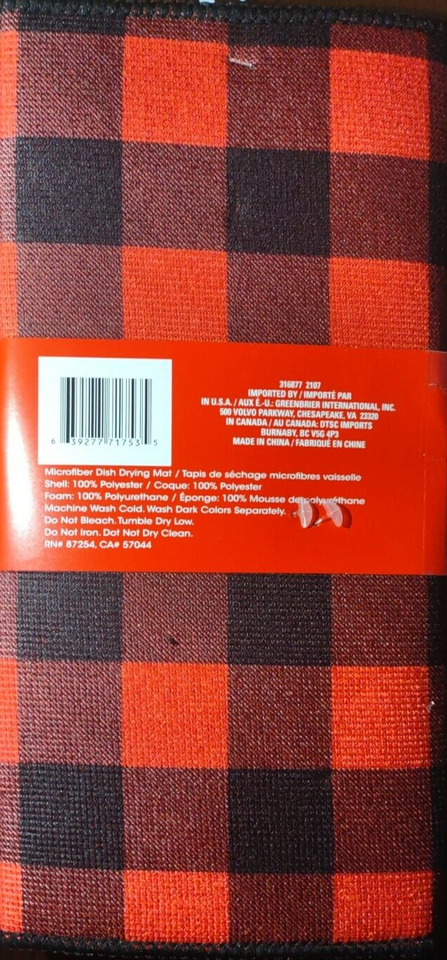 316877 2107
IMPORTED BY / IMPORTÉ PAR
IN U.S.A. / AUX É.-U.: GREENBRIER INTERNATIONAL, INC.
500 VOLVO PARKWAY, CHESAPEAKE, VA 23320
IN CANADA / AU CANADA: DTSC IMPORTS
BURNABY, BC V5G 4P3
MADE IN CHINA / FABRIQUÉ EN CHINE
6 39277 71753 5
Microfiber Dish Drying Mat / Tapis de séchage microfibres vaisselle
Shell: 100% Polyester / Coque: 100% Polyester
Foam: 100% Polyurethane / Éponge: 100% Mousse de polyuréthane
Machine Wash Cold. Wash Dark Colors Separately.
Do Not Bleach. Tumble Dry Low.
Do Not Iron. Dot Not Dry Clean.
RN# 87254, CA# 57044